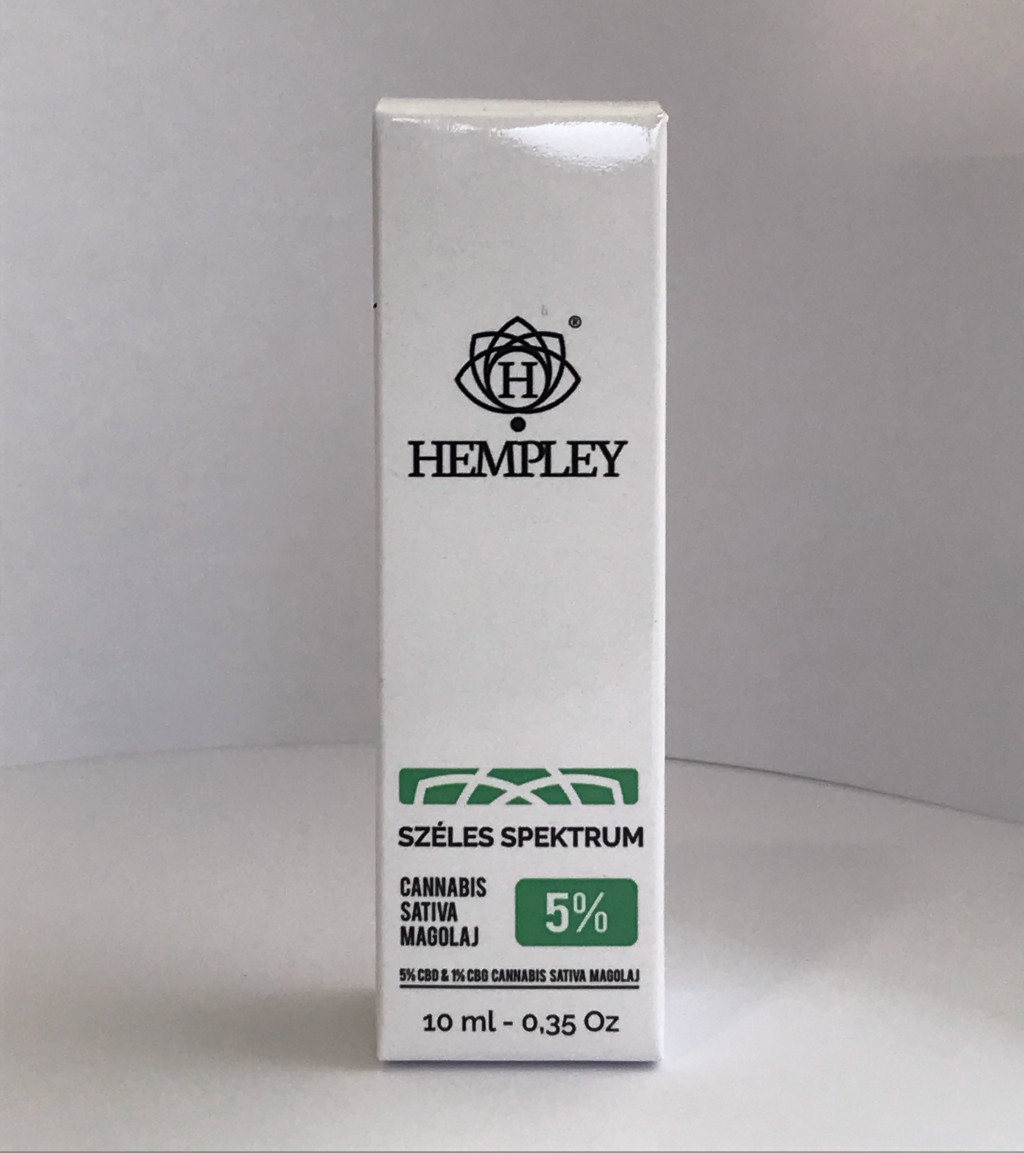 ®
H
HEMPLEY
SZÉLES SPEKTRUM
CANNABIS
SATIVA
MAGOLAJ
5%
5% CBD & 1% CBG CANNABIS SATIVA MAGOLAJ
10 ml - 0,35 Oz